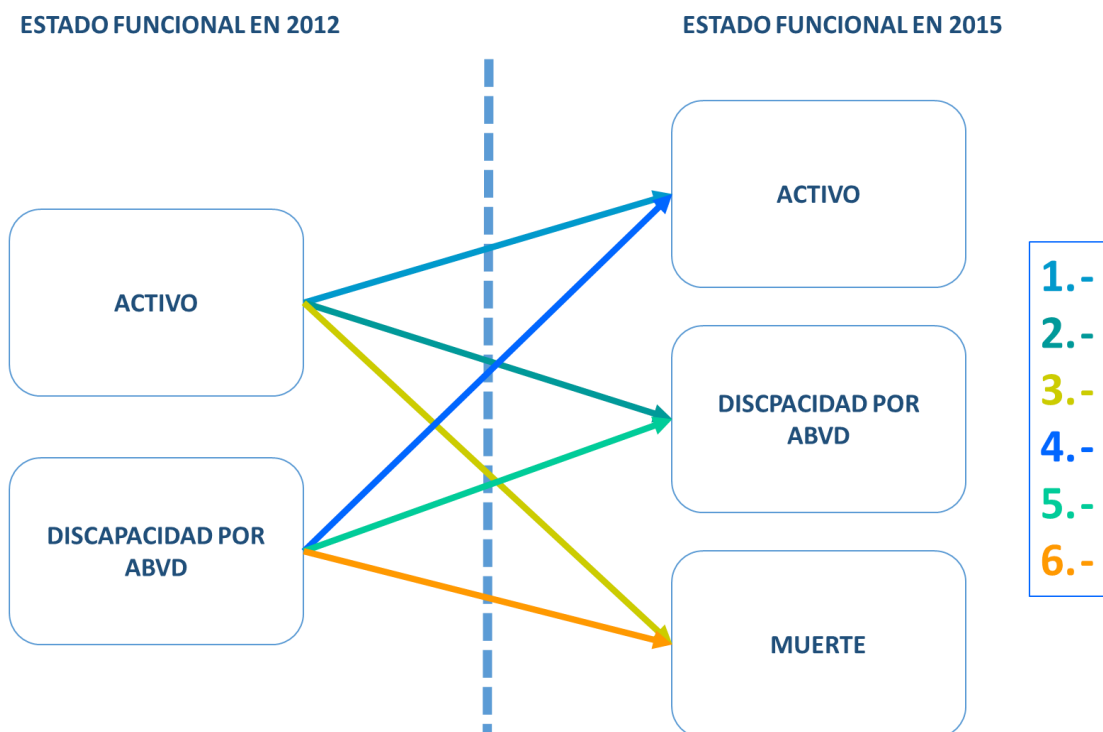 ESTADO FUNCIONAL EN 2012
ESTADO FUNCIONAL EN 2015
ACTIVO
DISCAPACIDAD POR
ABVD
ACTIVO
DISCPACIDAD POR
ABVD
MUERTE
1.-
2.-
3.-
4.-
5.-
6.-